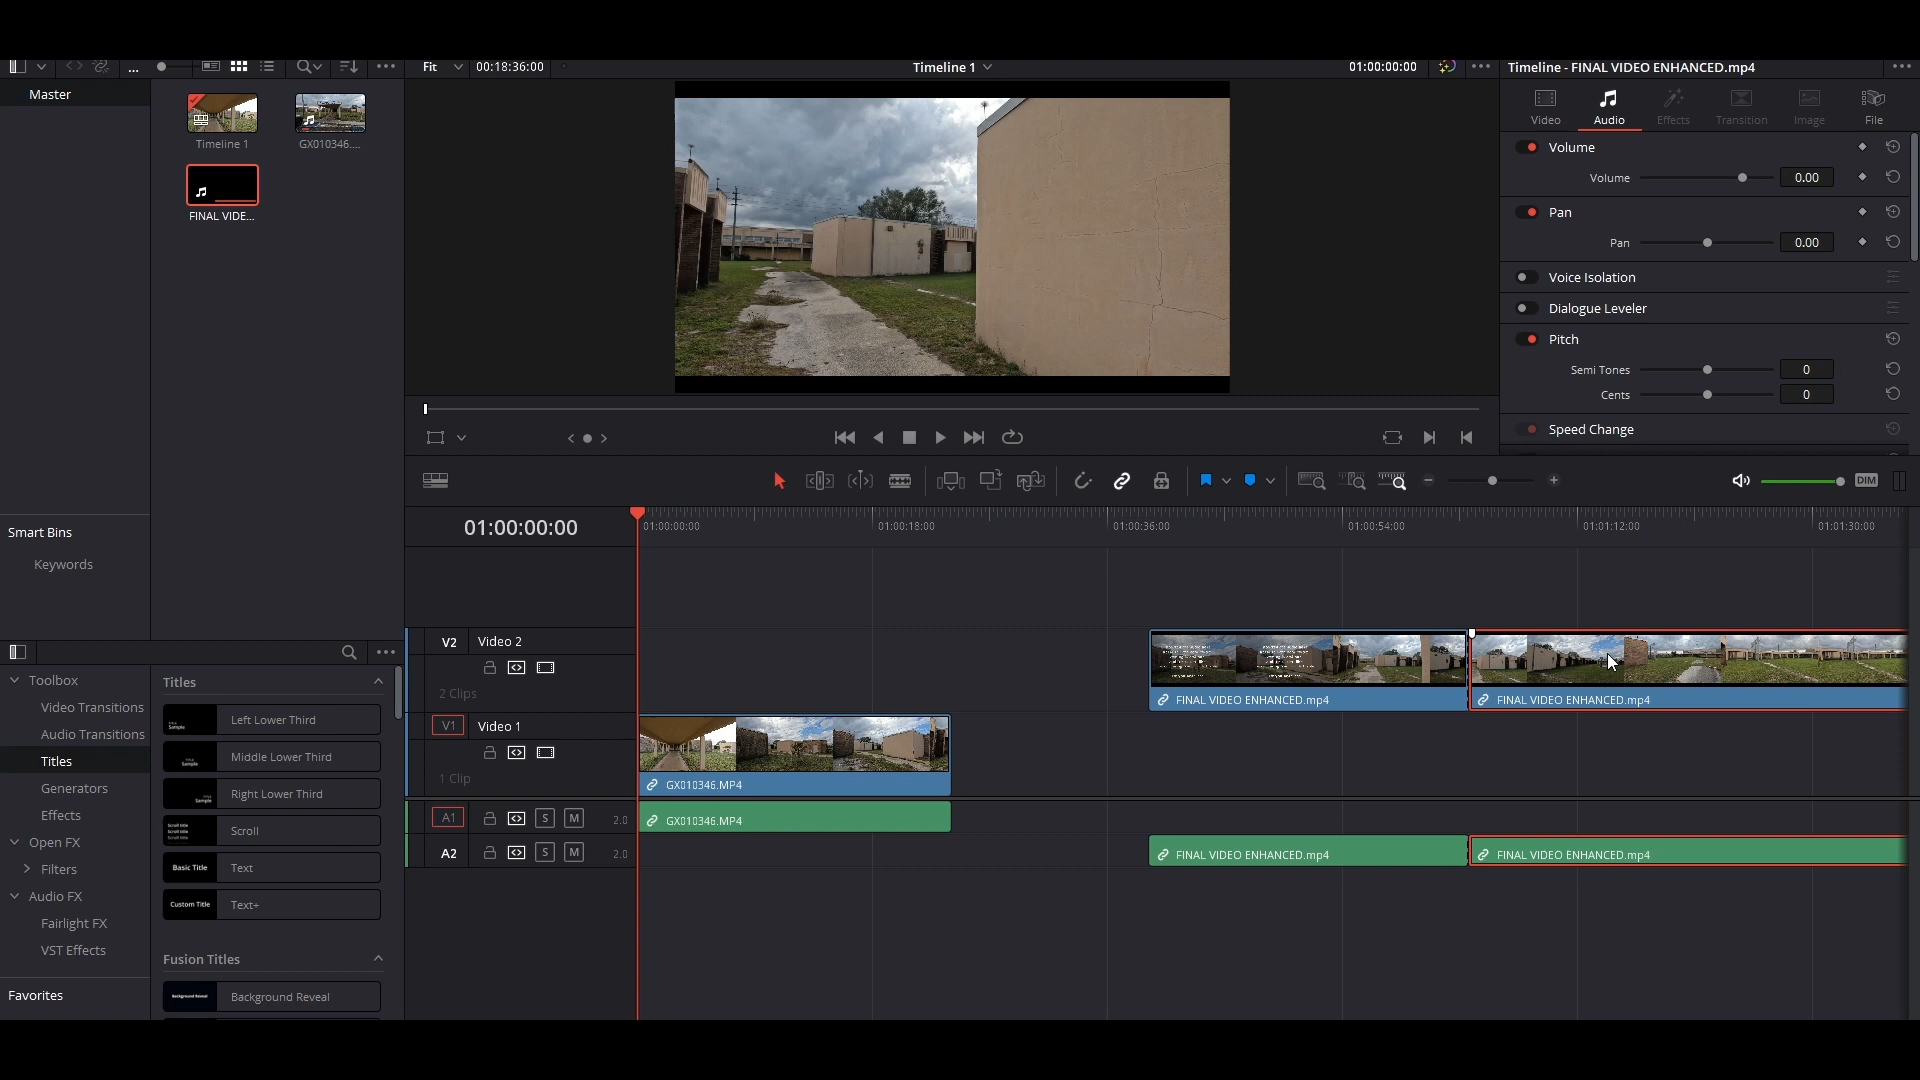 Fit
00:18:36:00
Timeline 1
01:00:00:00
Timeline - FINAL VIDEO ENHANCED.mp4
Master
Timeline 1
GX010346....
FINAL VIDE...
Video
Audio
Effects
Transition
Image
File
Volume
Volume
0.00
Pan
Pan
0.00
Voice Isolation
Dialogue Leveler
Pitch
Semi Tones
0
Cents
0
Speed Change
DIM
Smart Bins
Keywords
01:00:00:00
01:00:00:00
01:00:18:00
01:00:36:00
01:00:54:00
01:01:12:00
01:01:30:00
V2
Video 2
2 Clips
FINAL VIDEO ENHANCED.mp4
FINAL VIDEO ENHANCED.mp4
V1
Video 1
1 Clip
GX010346.MP4
A1
S
M
2.0
GX010346.MP4
A2
S
M
2.0
FINAL VIDEO ENHANCED.mp4
FINAL VIDEO ENHANCED.mp4
Toolbox
Video Transitions
Audio Transitions
Titles
Generators
Effects
Open FX
Filters
Audio FX
Fairlight FX
VST Effects
Favorites
Titles
Left Lower Third
Middle Lower Third
Right Lower Third
Scroll
Basic Title
Text
Custom Title
Text+
Fusion Titles
Background Reveal
Background Reveal